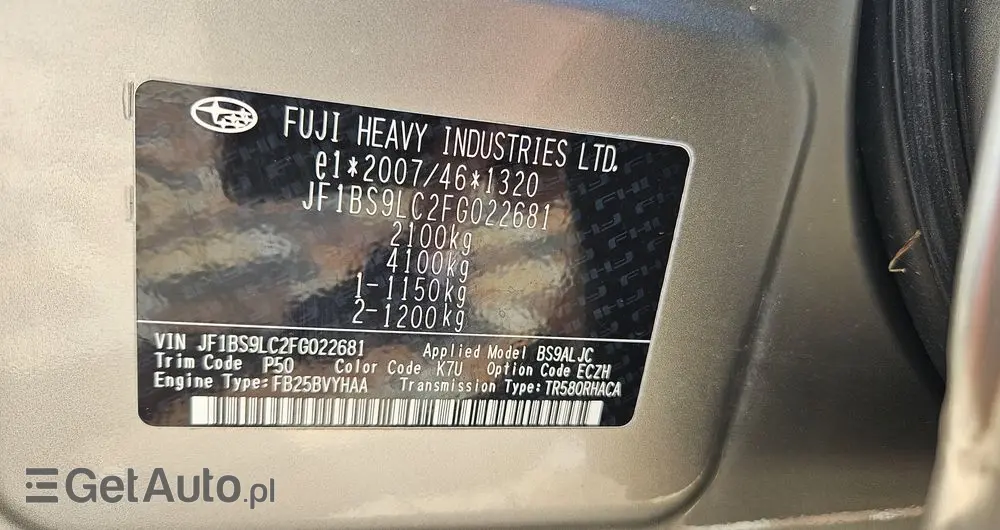 FUJI HEAVY INDUSTRIES LTD.
e1*2007/46*1320
JF1BS9LC2FG022681
2100kg
4100kg
1-1150kg
2-1200kg
VIN JF1BS9LC2FG022681 Applied Model BS9ALJC
Trim Code P50 Color Code K7U Option Code ECZH
Engine Type: FB25BVYHAA Transmission Type: TR580RHACA
GetAuto.pl